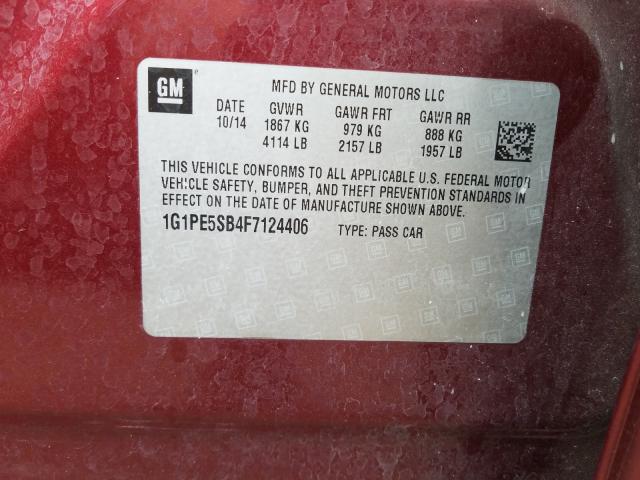 GM ®
MFD BY GENERAL MOTORS LLC
DATE GVWR GAWR FRT GAWR RR
10/14 1867 KG 979 KG 888 KG
4114 LB 2157 LB 1957 LB
THIS VEHICLE CONFORMS TO ALL APPLICABLE U.S. FEDERAL MOTOR
VEHICLE SAFETY, BUMPER, AND THEFT PREVENTION STANDARDS IN
EFFECT ON THE DATE OF MANUFACTURE SHOWN ABOVE.
1G1PE5SB4F7124406 TYPE: PASS CAR